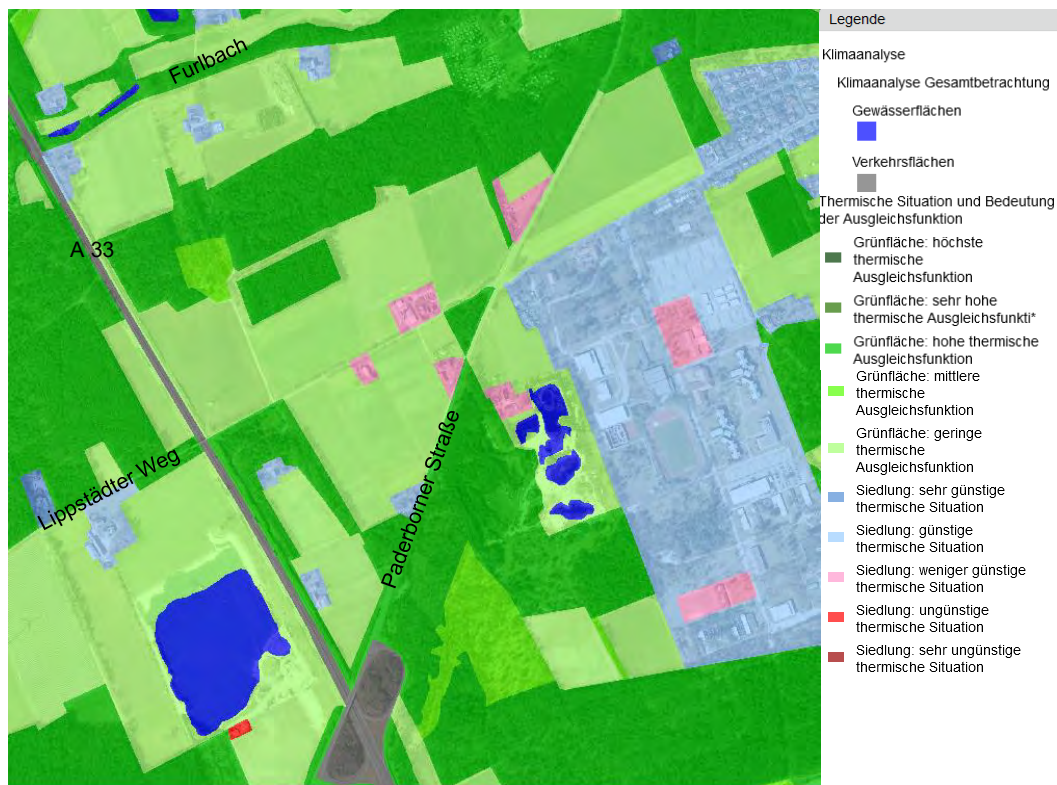 Furlbach
A 33
Lippstädter Weg
Paderborner Straße
Legende
Klimaanalyse
Klimaanalyse Gesamtbetrachtung
Gewässerflächen
Verkehrsflächen
Thermische Situation und Bedeutung
der Ausgleichsfunktion
Grünfläche: höchste
thermische
Ausgleichsfunktion
Grünfläche: sehr hohe
thermische Ausgleichsfunkti*
Grünfläche: hohe thermische
Ausgleichsfunktion
Grünfläche: mittlere
thermische
Ausgleichsfunktion
Grünfläche: geringe
thermische
Ausgleichsfunktion
Siedlung: sehr günstige
thermische Situation
Siedlung: günstige
thermische Situation
Siedlung: weniger günstige
thermische Situation
Siedlung: ungünstige
thermische Situation
Siedlung: sehr ungünstige
thermische Situation